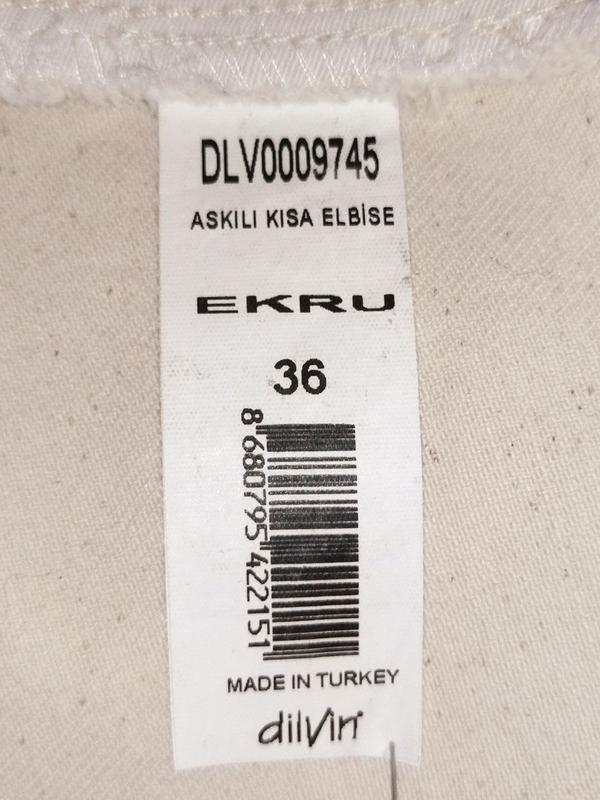 DLV0009745
ASKILI KISA ELBİSE
EKRU
36
8 680795 422151
MADE IN TURKEY
dilvin